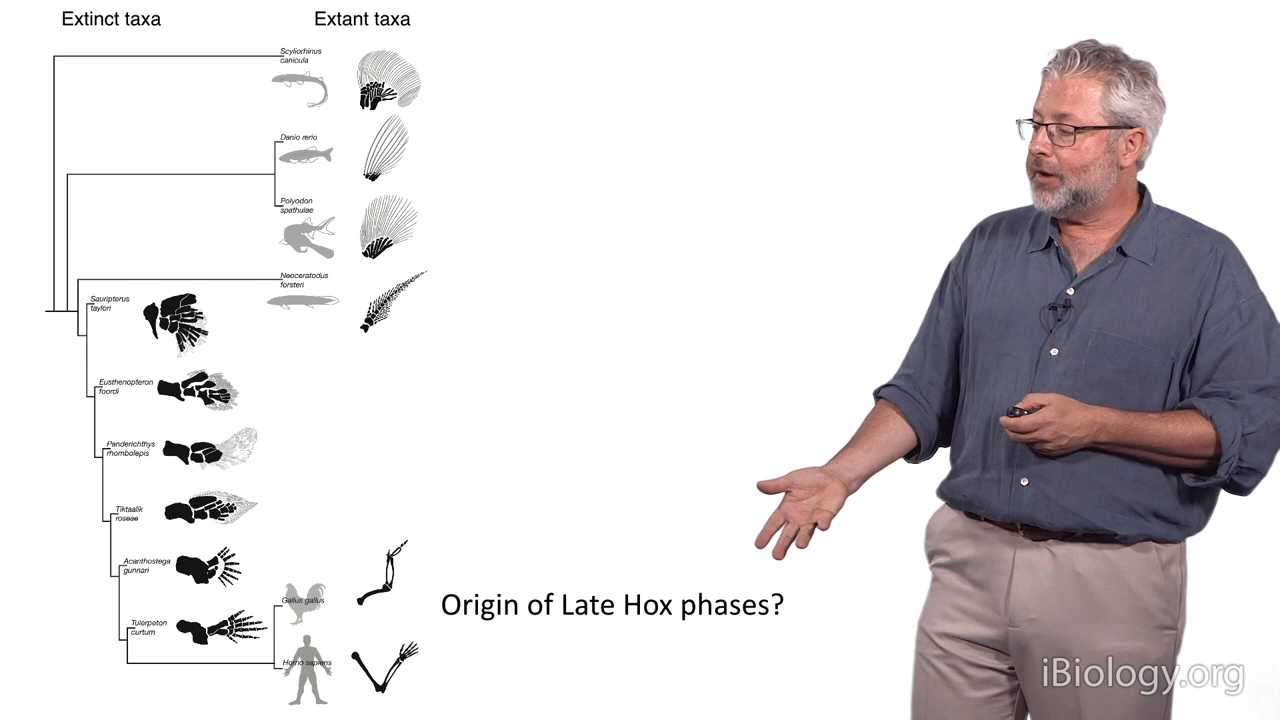 Extinct taxa
Extant taxa
Scyliorhinus
canicula
Danio rerio
Polyodon
spathulae
Neoceratodus
forsteri
Sauripterus
taylori
Eusthenopteron
foordi
Panderichthys
rhombolepis
Tiktaalik
roseae
Acanthostega
gunnari
Gallus gallus
Origin of Late Hox phases?
Tulerpeton
curtum
Homo sapiens
iBiology.org